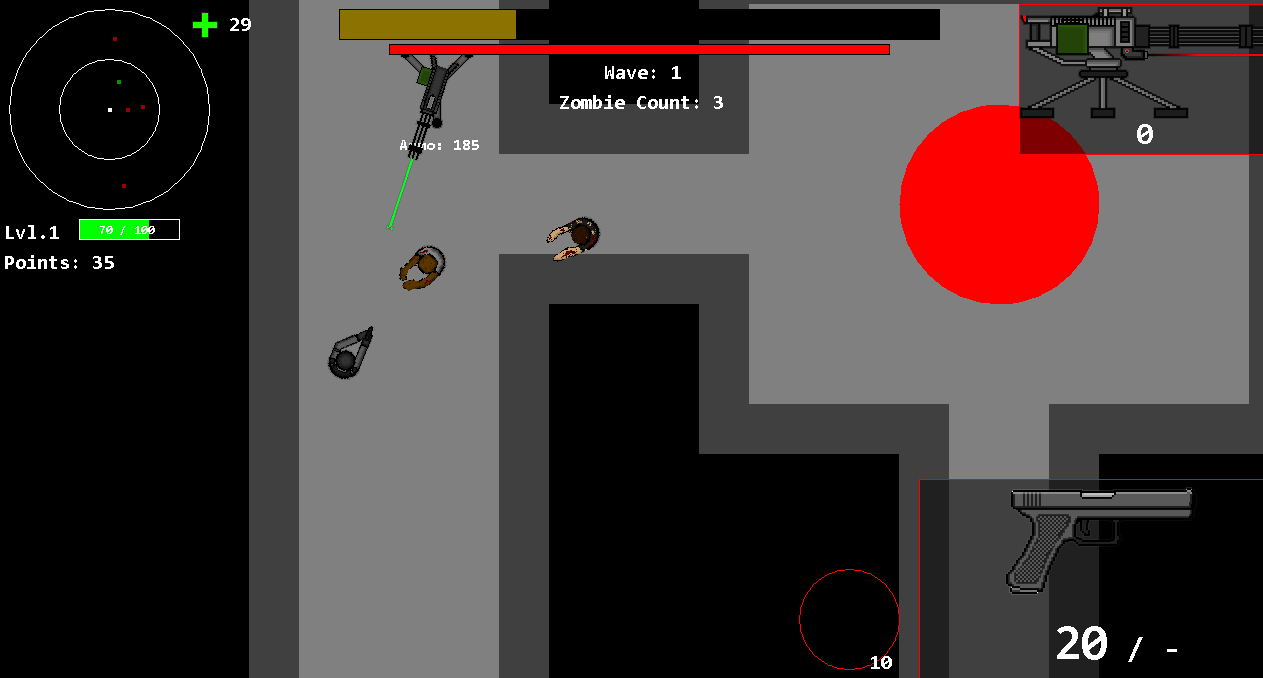 29
Wave: 1
Zombie Count: 3
0
Ammo: 185
Lvl.1
70 / 100
Points: 35
20 / -
10